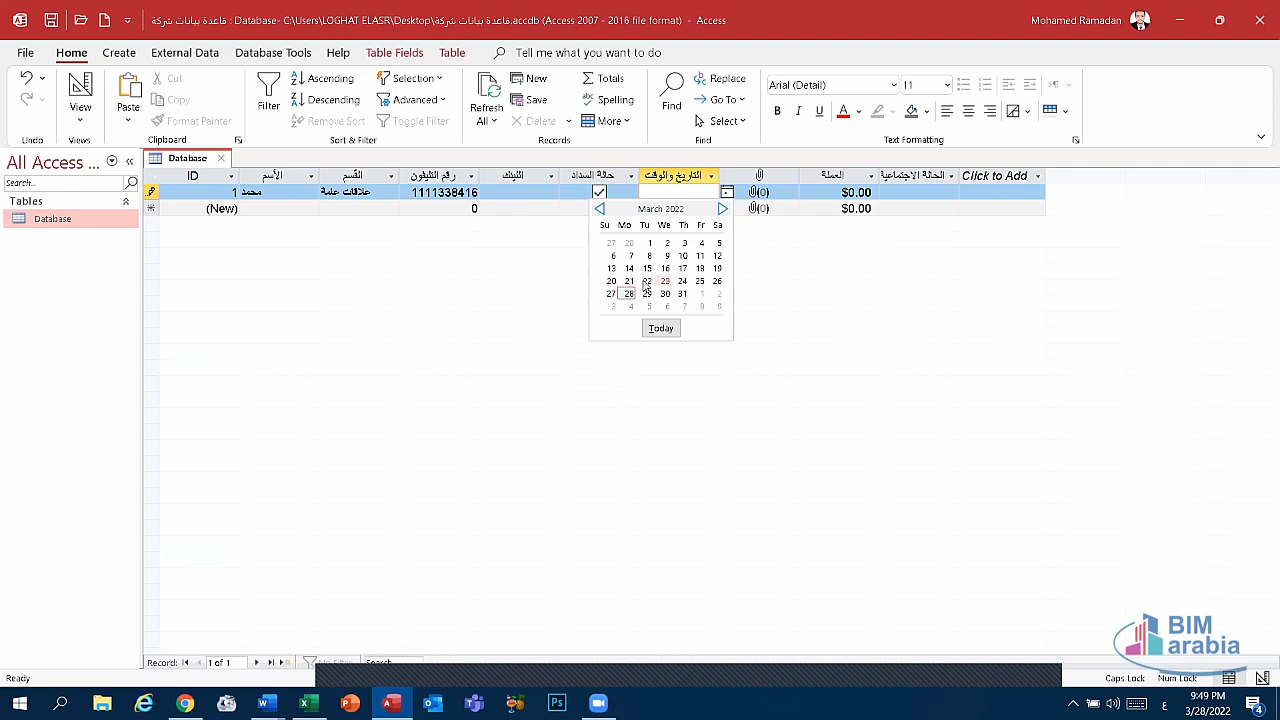 Database- C:\Users\LOGHAT ELASR\Desktop\قاعدة بيانات شركة.accdb (Access 2007 - 2016 file format) - Access : قاعدة بيانات شركة
Mohamed Ramadan
File Home Create External Data Database Tools Help Table Fields Table Tell me what you want to do
Undo
View
Views
Paste
Cut
Copy
Format Painter
Clipboard
Filter
Ascending
Descending
Remove Sort
Selection
Advanced
Toggle Filter
Sort & Filter
Refresh All
New
Save
Delete
Totals
Spelling
More
Records
Find
Replace
Go To
Select
Find
Arial (Detail) 11
B I U A
Text Formatting
All Access ...
Search...
Tables
Database
Database
ID الأسم القسم رقم التليفون اللينك حالة السداد التاريخ والوقت العملة الحالة الاجتماعية Click to Add
1 محمد علاقات عامة 1111338416 (0) $0.00
(New) 0 (0) $0.00
March 2022
Su Mo Tu We Th Fr Sa
27 28 1 2 3 4 5
6 7 8 9 10 11 12
13 14 15 16 17 18 19
20 21 22 23 24 25 26
27 28 29 30 31 1 2
3 4 5 6 7 8 9
Today
BIM
arabia
Record: 1 of 1 No Filter Search
Ready
Caps Lock Num Lock
W X P A Ps
ع
9:49 PM
3/28/2022